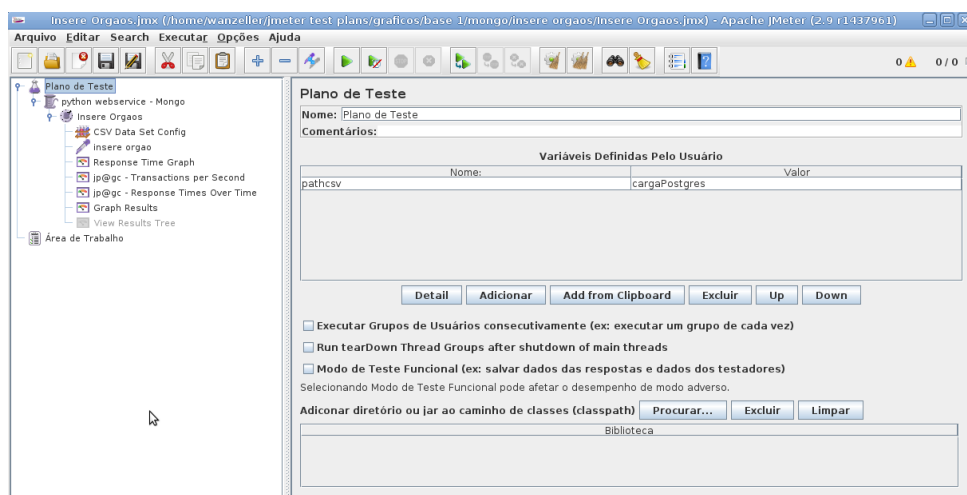 Insere Orgaos.jmx (/home/wanzeller/jmeter test plans/graficos/base 1/mongo/insere orgaos/Insere Orgaos.jmx) - Apache JMeter (2.9 r1437961)
Arquivo Editar Search Executar Opções Ajuda
0 0 / 0
Plano de Teste
python webservice - Mongo
Insere Orgaos
CSV Data Set Config
insere orgao
Response Time Graph
jp@gc - Transactions per Second
jp@gc - Response Times Over Time
Graph Results
View Results Tree
Área de Trabalho
Plano de Teste
Nome: Plano de Teste
Comentários:
Variáveis Definidas Pelo Usuário
Nome: Valor
pathcsv cargaPostgres
Detail Adicionar Add from Clipboard Excluir Up Down
Executar Grupos de Usuários consecutivamente (ex: executar um grupo de cada vez)
Run tearDown Thread Groups after shutdown of main threads
Modo de Teste Funcional (ex: salvar dados das respostas e dados dos testadores)
Selecionando Modo de Teste Funcional pode afetar o desempenho de modo adverso.
Adiconar diretório ou jar ao caminho de classes (classpath) Procurar... Excluir Limpar
Biblioteca